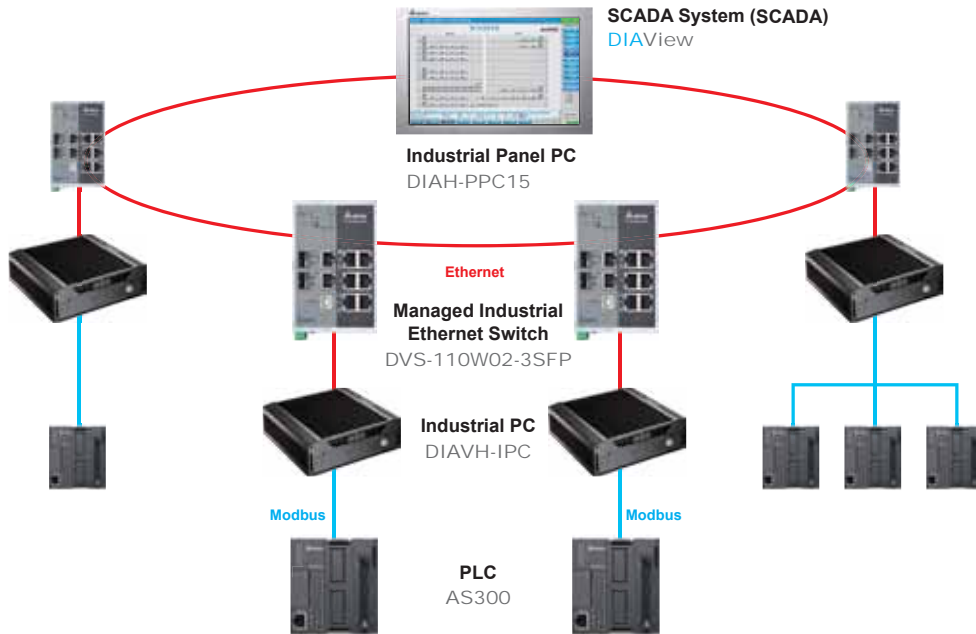 SCADA System (SCADA)
DIAView
Industrial Panel PC
DIAH-PPC15
Ethernet
Managed Industrial
Ethernet Switch
DVS-110W02-3SFP
Industrial PC
DIAVH-IPC
Modbus
Modbus
PLC
AS300